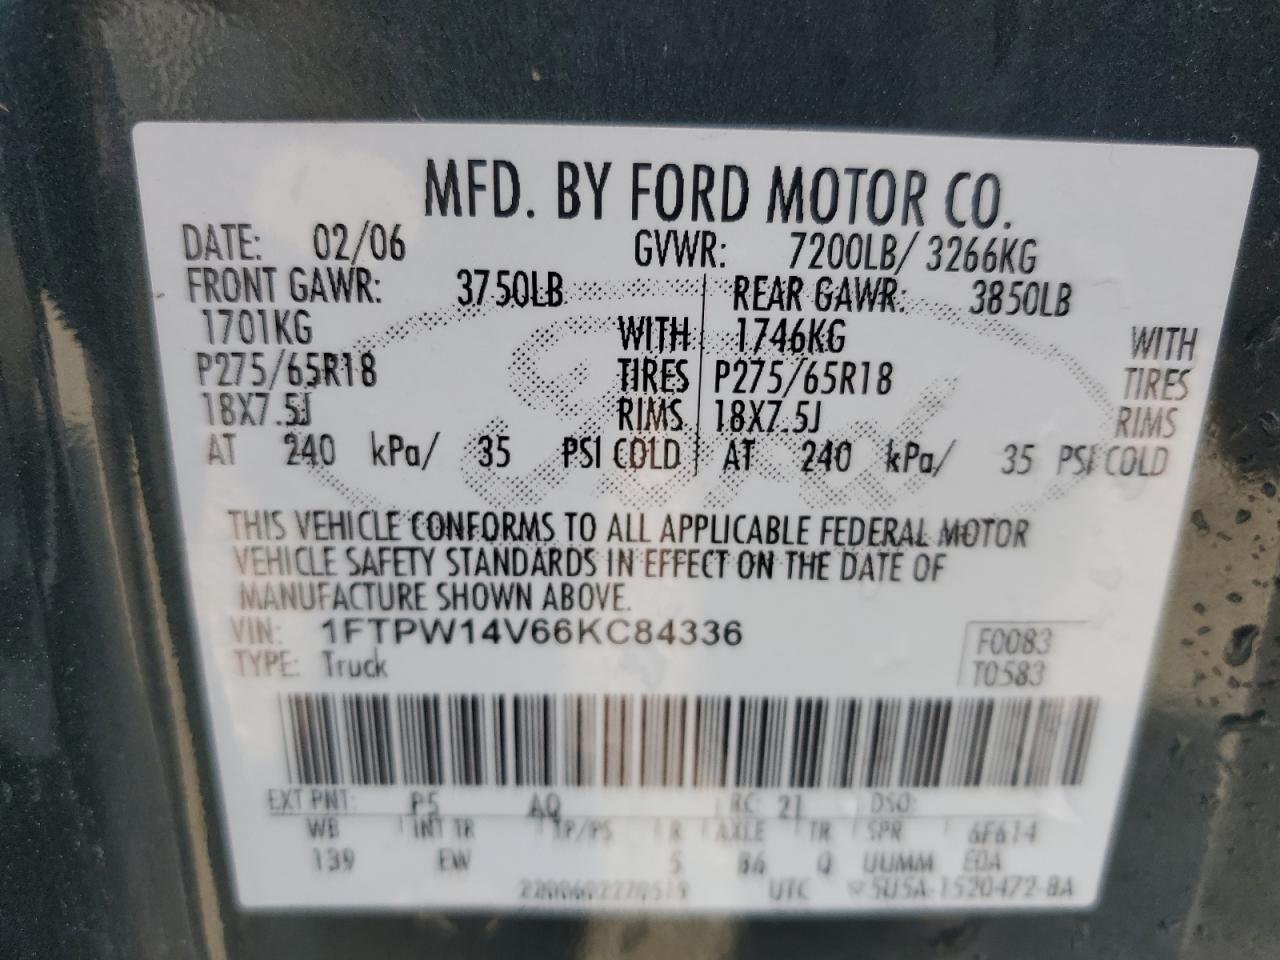 MFD. BY FORD MOTOR CO.
DATE: 02/06 GVWR: 7200LB/ 3266KG
FRONT GAWR: 3750LB REAR GAWR: 3850LB
1701KG WITH 1746KG WITH
P275/65R18 TIRES P275/65R18 TIRES
18X7.5J RIMS 18X7.5J RIMS
AT 240 kPa/ 35 PSI COLD AT 240 kPa/ 35 PSI COLD
THIS VEHICLE CONFORMS TO ALL APPLICABLE FEDERAL MOTOR
VEHICLE SAFETY STANDARDS IN EFFECT ON THE DATE OF
MANUFACTURE SHOWN ABOVE.
VIN: 1FTPW14V66KC84336 F0083
TYPE: Truck T0583
EXT PNT: P5 AQ RC: 21 DSO:
WB INT TR TP/PS R AXLE TR SPR 6F614
139 EW 5 B6 Q UUMM EDA
2200602270519 UTC 5U5A-1520472-BA